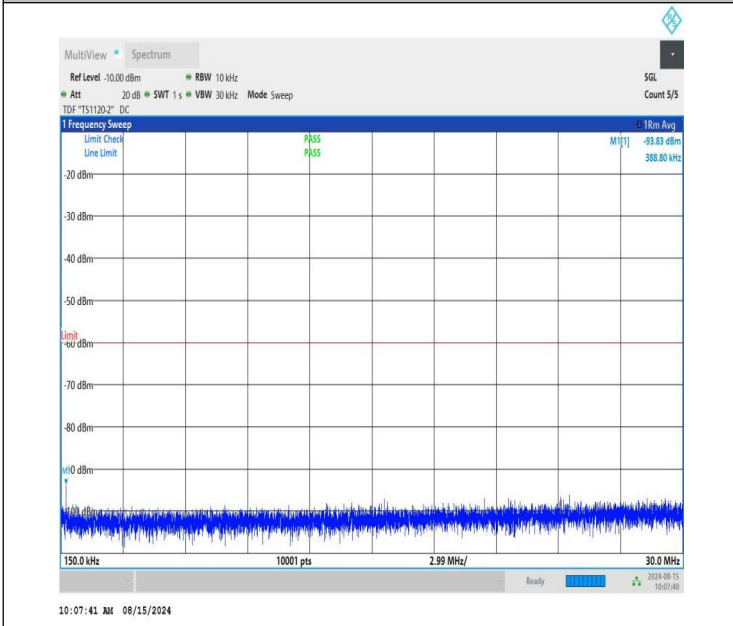 MultiView Spectrum
Ref Level -10.00 dBm RBW 10 kHz SGL
Att 20 dB SWT 1 s VBW 30 kHz Mode Sweep Count 5/5
TDF "TS1120-2" DC
1 Frequency Sweep 1Rm Avg
Limit Check PASS M1[1] -93.83 dBm
Line Limit PASS 388.80 kHz
-20 dBm
-30 dBm
-40 dBm
-50 dBm
Limit
-60 dBm
-70 dBm
-80 dBm
dBm
150.0 kHz 10001 pts 2.99 MHz/ 30.0 MHz
Ready 2024-08-15
10:07:40
10:07:41 AM 08/15/2024